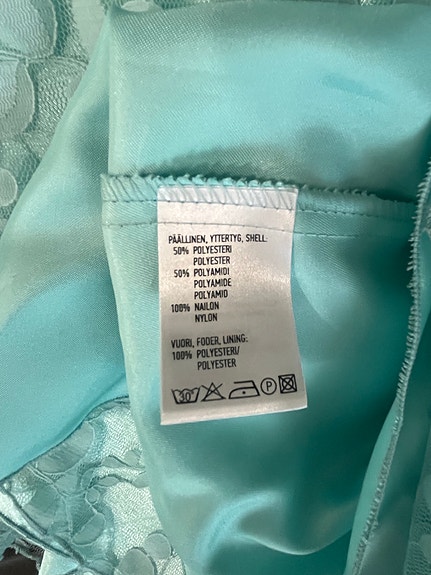 PÄÄLLINEN, YTTERTYG, SHELL:
50% POLYESTERI
POLYESTER
50% POLYAMIDI
POLYAMIDE
POLYAMID
100% NAILON
NYLON
VUORI, FODER, LINING:
100% POLYESTERI/
POLYESTER
30° P